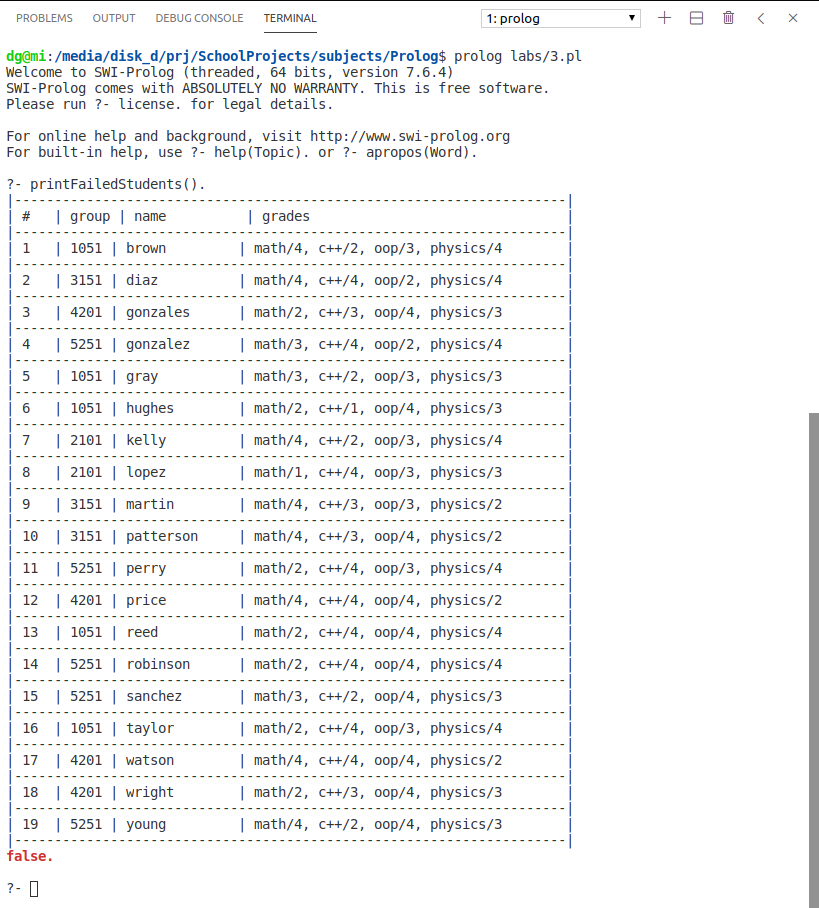 PROBLEMS OUTPUT DEBUG CONSOLE TERMINAL 1: prolog
dg@mi:/media/disk_d/prj/SchoolProjects/subjects/Prolog$ prolog labs/3.pl
Welcome to SWI-Prolog (threaded, 64 bits, version 7.6.4)
SWI-Prolog comes with ABSOLUTELY NO WARRANTY. This is free software.
Please run ?- license. for legal details.
For online help and background, visit http://www.swi-prolog.org
For built-in help, use ?- help(Topic). or ?- apropos(Word).
?- printFailedStudents().
|---------------------------------------------------------------------|
| #   | group | name          | grades                                |
|---------------------------------------------------------------------|
| 1   | 1051 | brown         | math/4, c++/2, oop/3, physics/4        |
|---------------------------------------------------------------------|
| 2   | 3151 | diaz          | math/4, c++/4, oop/2, physics/4        |
|---------------------------------------------------------------------|
| 3   | 4201 | gonzales      | math/2, c++/3, oop/4, physics/3        |
|---------------------------------------------------------------------|
| 4   | 5251 | gonzalez      | math/3, c++/4, oop/2, physics/4        |
|---------------------------------------------------------------------|
| 5   | 1051 | gray          | math/3, c++/2, oop/3, physics/3        |
|---------------------------------------------------------------------|
| 6   | 1051 | hughes        | math/2, c++/1, oop/4, physics/3        |
|---------------------------------------------------------------------|
| 7   | 2101 | kelly         | math/4, c++/2, oop/3, physics/4        |
|---------------------------------------------------------------------|
| 8   | 2101 | lopez         | math/1, c++/4, oop/3, physics/3        |
|---------------------------------------------------------------------|
| 9   | 3151 | martin        | math/4, c++/3, oop/3, physics/2        |
|---------------------------------------------------------------------|
| 10  | 3151 | patterson     | math/4, c++/3, oop/4, physics/2        |
|---------------------------------------------------------------------|
| 11  | 5251 | perry         | math/2, c++/4, oop/3, physics/4        |
|---------------------------------------------------------------------|
| 12  | 4201 | price         | math/4, c++/4, oop/4, physics/2        |
|---------------------------------------------------------------------|
| 13  | 1051 | reed          | math/2, c++/4, oop/4, physics/4        |
|---------------------------------------------------------------------|
| 14  | 5251 | robinson      | math/2, c++/4, oop/4, physics/4        |
|---------------------------------------------------------------------|
| 15  | 5251 | sanchez       | math/3, c++/2, oop/4, physics/3        |
|---------------------------------------------------------------------|
| 16  | 1051 | taylor        | math/2, c++/4, oop/3, physics/4        |
|---------------------------------------------------------------------|
| 17  | 4201 | watson        | math/4, c++/4, oop/4, physics/2        |
|---------------------------------------------------------------------|
| 18  | 4201 | wright        | math/2, c++/3, oop/4, physics/3        |
|---------------------------------------------------------------------|
| 19  | 5251 | young         | math/4, c++/2, oop/4, physics/3        |
|---------------------------------------------------------------------|
false.
?-